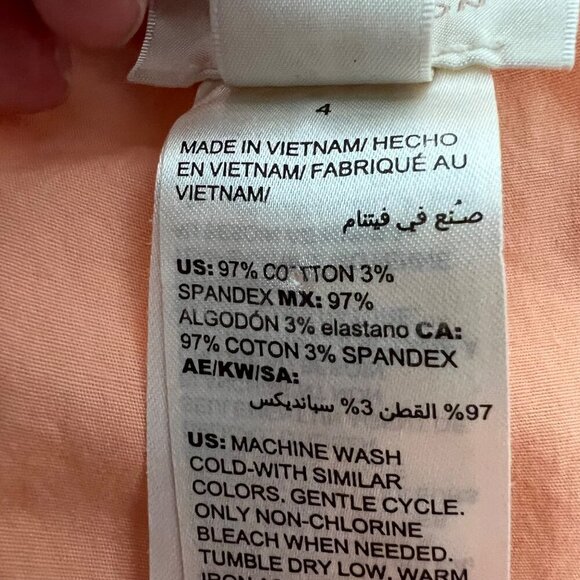 4
MADE IN VIETNAM/ HECHO
EN VIETNAM/ FABRIQUÉ AU
VIETNAM/
صُنع في فيتنام
US: 97% COTTON 3%
SPANDEX MX: 97%
ALGODÓN 3% elastano CA:
97% COTON 3% SPANDEX
AE/KW/SA:
97% القطن 3% سبانديكس
US: MACHINE WASH
COLD-WITH SIMILAR
COLORS. GENTLE CYCLE.
ONLY NON-CHLORINE
BLEACH WHEN NEEDED.
TUMBLE DRY LOW. WARM